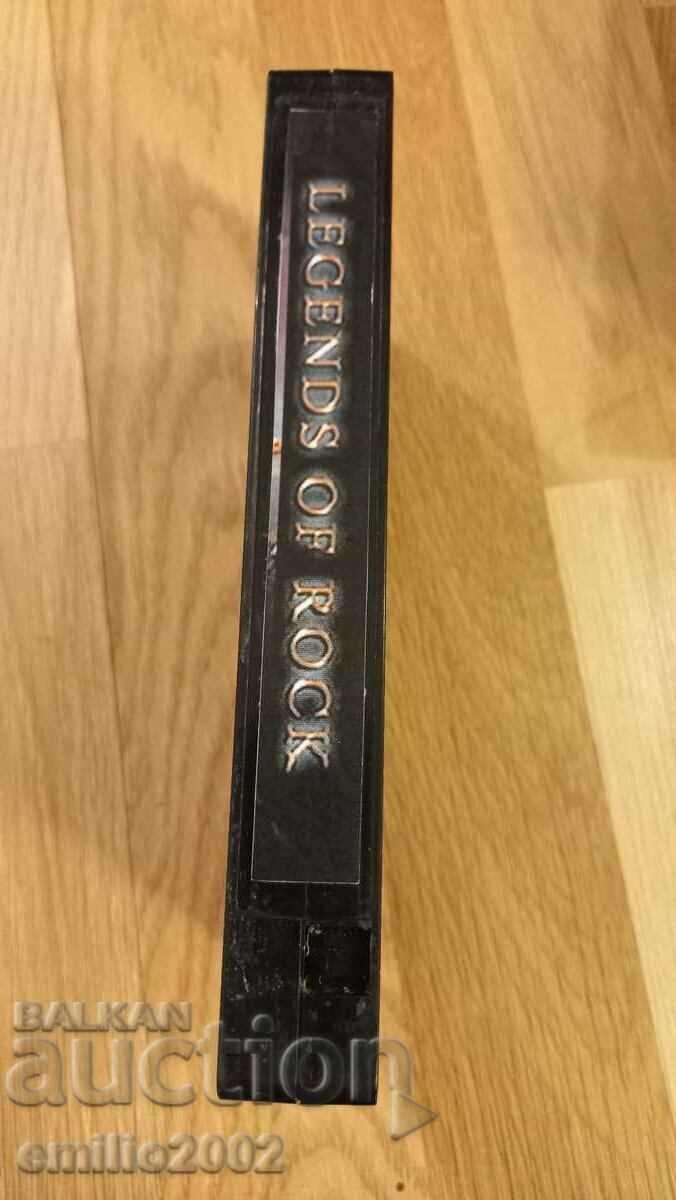 LEGENDS OF ROCK
BALKAN
auction
emilio2002